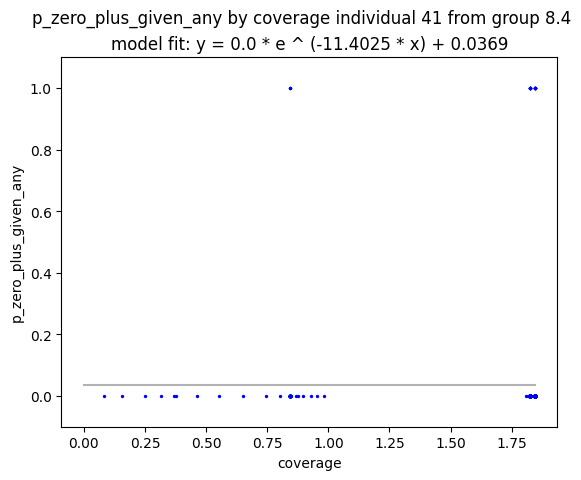 p_zero_plus_given_any by coverage individual 41 from group 8.4
model fit: y = 0.0 * e ^ (-11.4025 * x) + 0.0369
1.0
0.8
0.6
0.4
0.2
0.0
p_zero_plus_given_any
0.00 0.25 0.50 0.75 1.00 1.25 1.50 1.75
coverage